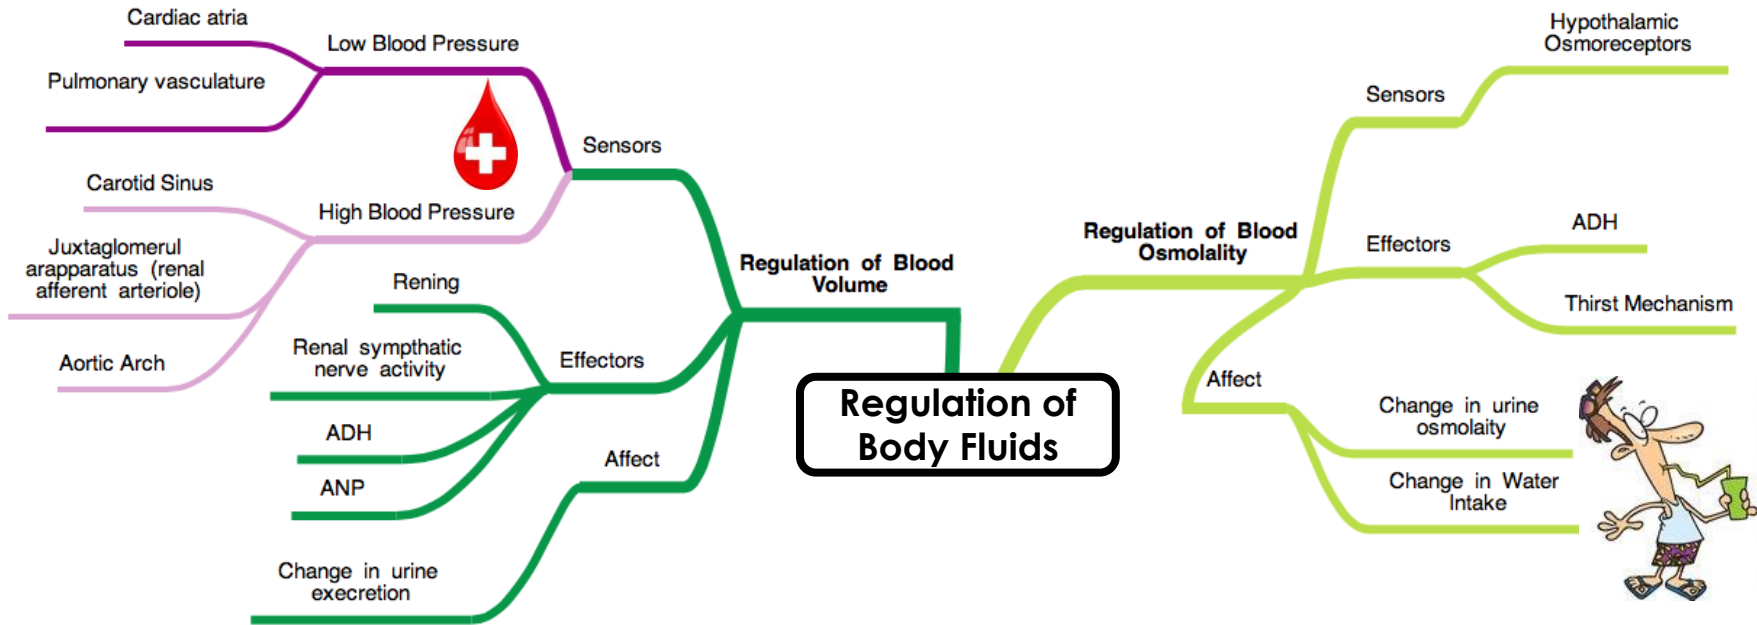 Cardiac atria
Low Blood Pressure
Pulmonary vasculature
Sensors
Carotid Sinus
High Blood Pressure
Juxtaglomerul
arapparatus (renal
afferent arteriole)
Aortic Arch
Regulation of Blood
Volume
Rening
Renal sympthatic
nerve activity
Effectors
ADH
ANP
Affect
Change in urine
execretion
Regulation of
Body Fluids
Regulation of Blood
Osmolality
Hypothalamic
Osmoreceptors
Sensors
Effectors
ADH
Thirst Mechanism
Affect
Change in urine
osmolaity
Change in Water
Intake